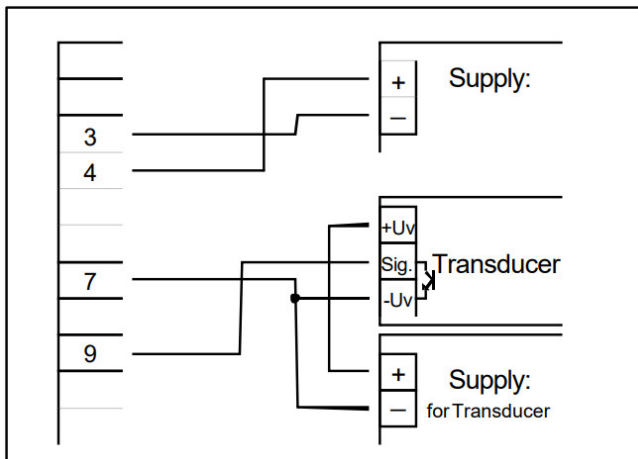 3
4
7
9
+
Supply:
–
+Uv
Sig.
Transducer
-Uv
+
Supply:
–
for Transducer